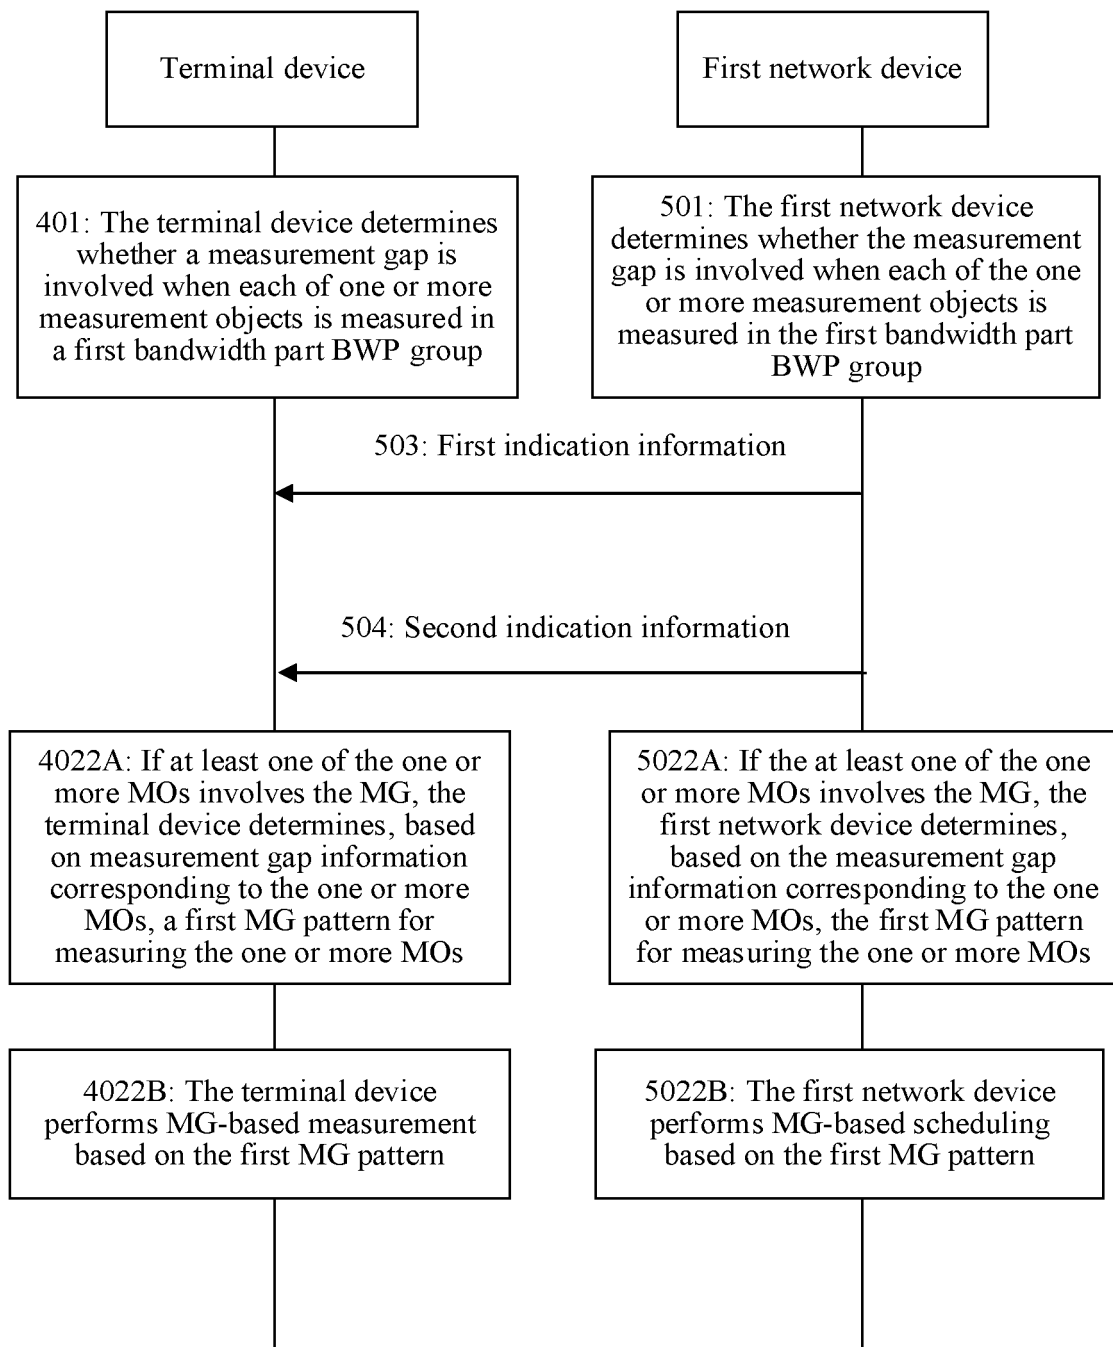 Terminal device
First network device
401: The terminal device determines
whether a measurement gap is
involved when each of one or more
measurement objects is measured in
a first bandwidth part BWP group
501: The first network device
determines whether the measurement
gap is involved when each of the one
or more measurement objects is
measured in the first bandwidth part
BWP group
503: First indication information
504: Second indication information
4022A: If at least one of the one or
more MOs involves the MG, the
terminal device determines, based
on measurement gap information
corresponding to the one or more
MOs, a first MG pattern for
measuring the one or more MOs
5022A: If the at least one of the one
or more MOs involves the MG, the
first network device determines,
based on the measurement gap
information corresponding to the one
or more MOs, the first MG pattern
for measuring the one or more MOs
4022B: The terminal device
performs MG-based measurement
based on the first MG pattern
5022B: The first network device
performs MG-based scheduling
based on the first MG pattern